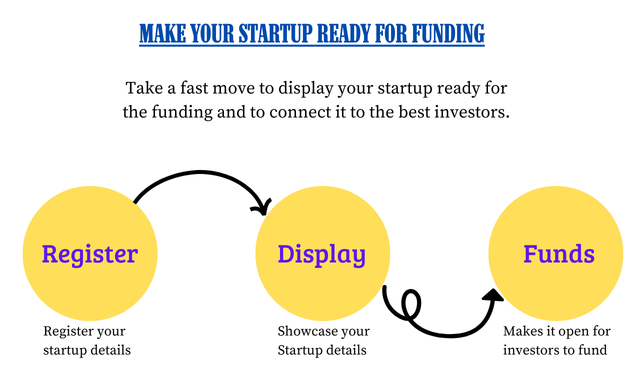 MAKE YOUR STARTUP READY FOR FUNDING
Take a fast move to display your startup ready for
the funding and to connect it to the best investors.
Register
Display
Funds
Register your
startup details
Showcase your
Startup details
Makes it open for
investors to fund